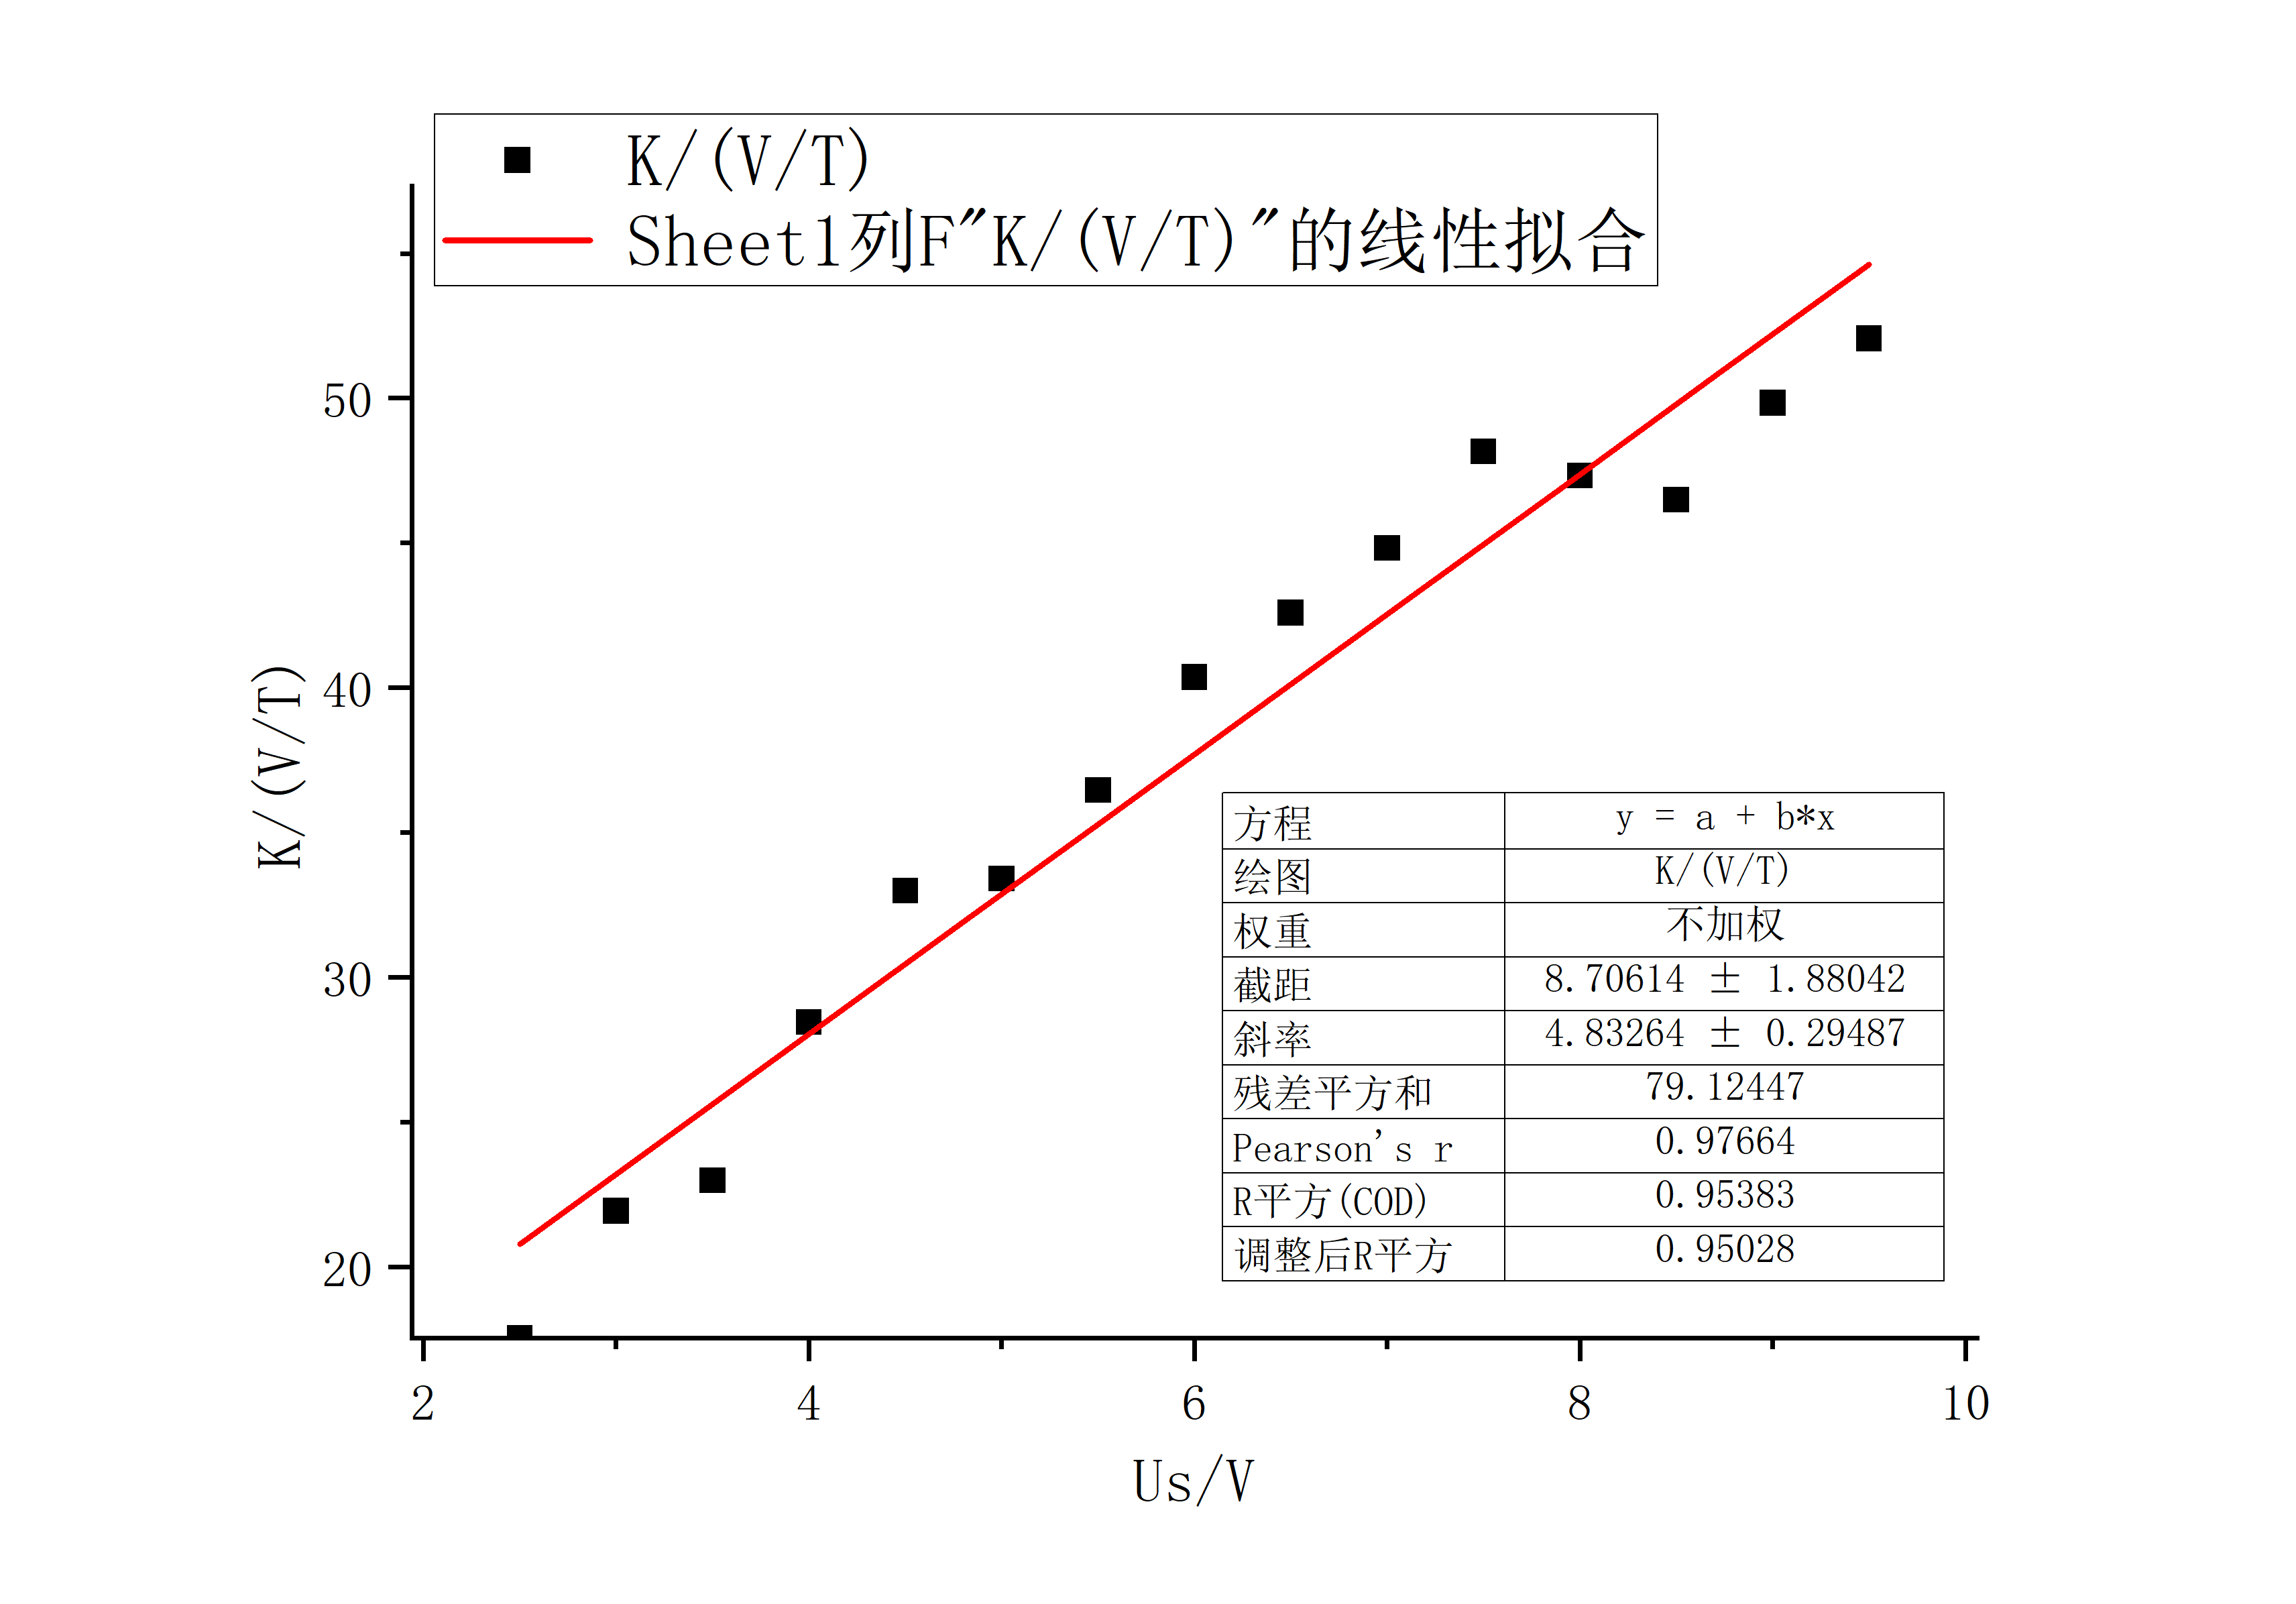 K/(V/T)
Sheet1列F"K/(V/T)"的线性拟合
50
40
30
20
K/(V/T)
方程 y = a + b*x
绘图 K/(V/T)
权重 不加权
截距 8.70614 ± 1.88042
斜率 4.83264 ± 0.29487
残差平方和 79.12447
Pearson's r 0.97664
R平方(COD) 0.95383
调整后R平方 0.95028
2 4 6 8 10
Us/V